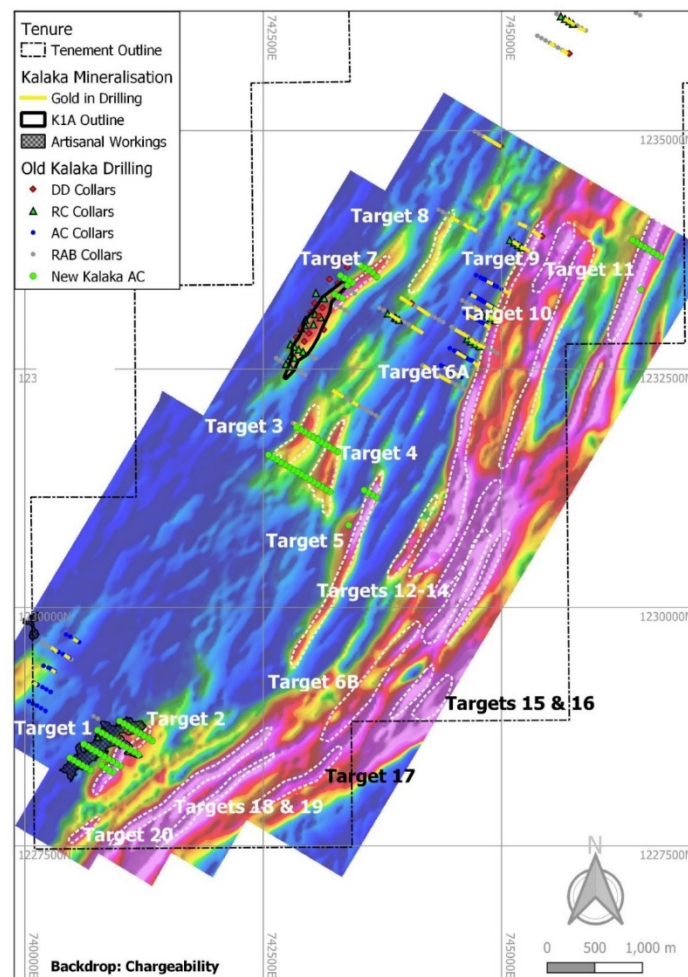 Tenure
Tenement Outline
Kalaka Mineralisation
Gold in Drilling
K1A Outline
Artisanal Workings
Old Kalaka Drilling
DD Collars
RC Collars
AC Collars
RAB Collars
New Kalaka AC
742500E
745000E
1235000N
Target 8
Target 7
Target 9
Target 11
Target 10
123
1232500N
Target 6A
Target 3
Target 4
Target 5
Targets 12-14
1230000N
1230000N
Target 6B
Targets 15 & 16
Target 1
Target 2
Target 17
Targets 18 & 19
Target 20
1227500N
1227500N
N
740000E
742500E
745000E
Backdrop: Chargeability
0 500 1,000 m